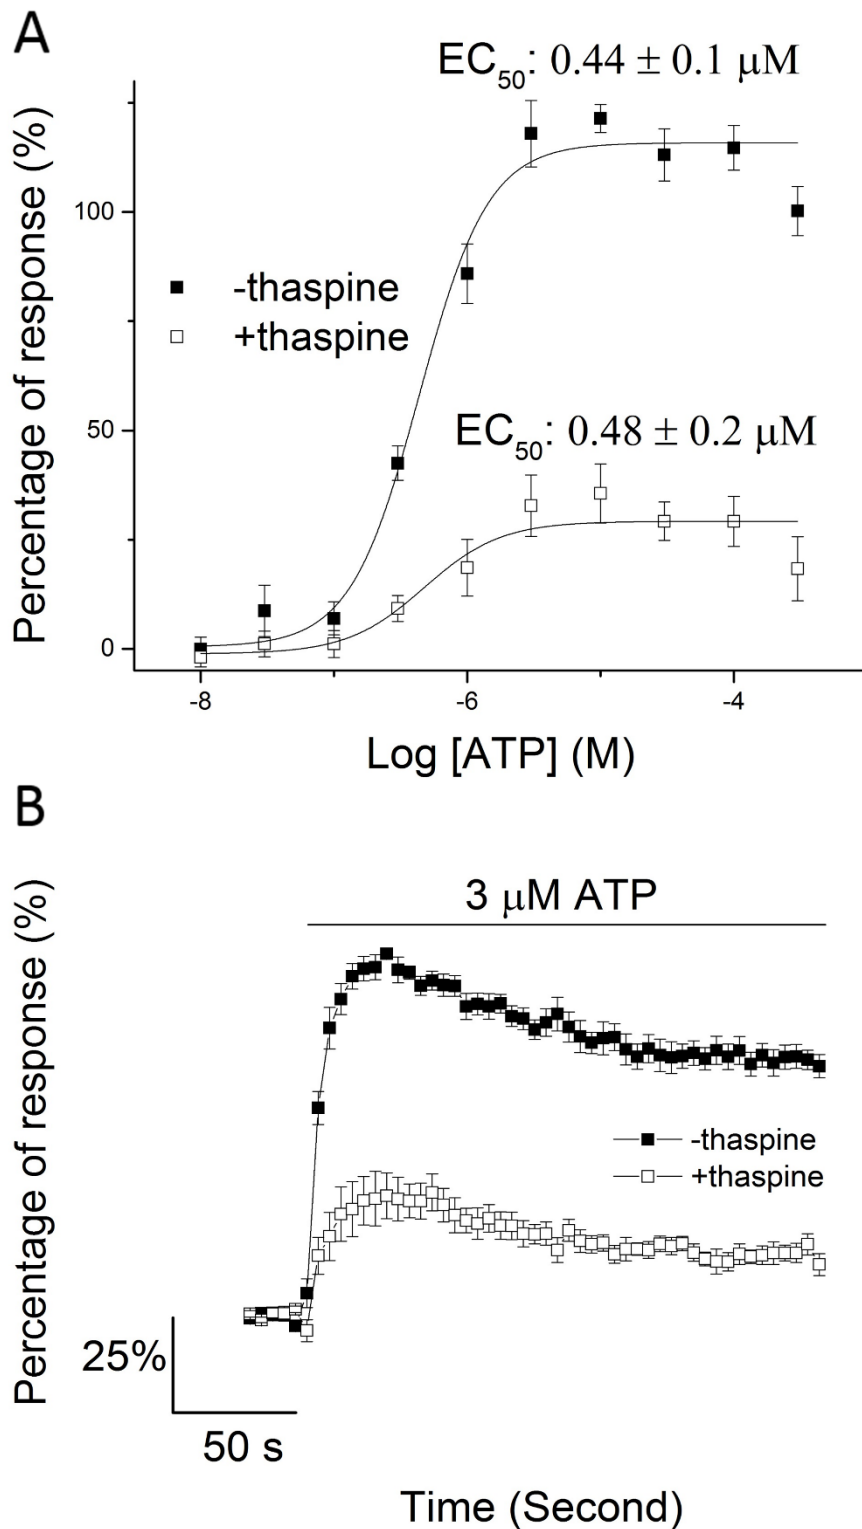 A
EC50: 0.44 ± 0.1 μM
Percentage of response (%)
100
50
0
-thaspine
+thaspine
EC50: 0.48 ± 0.2 μM
-8
-6
-4
Log [ATP] (M)
B
3 μM ATP
Percentage of response (%)
-thaspine
+thaspine
25%
50 s
Time (Second)